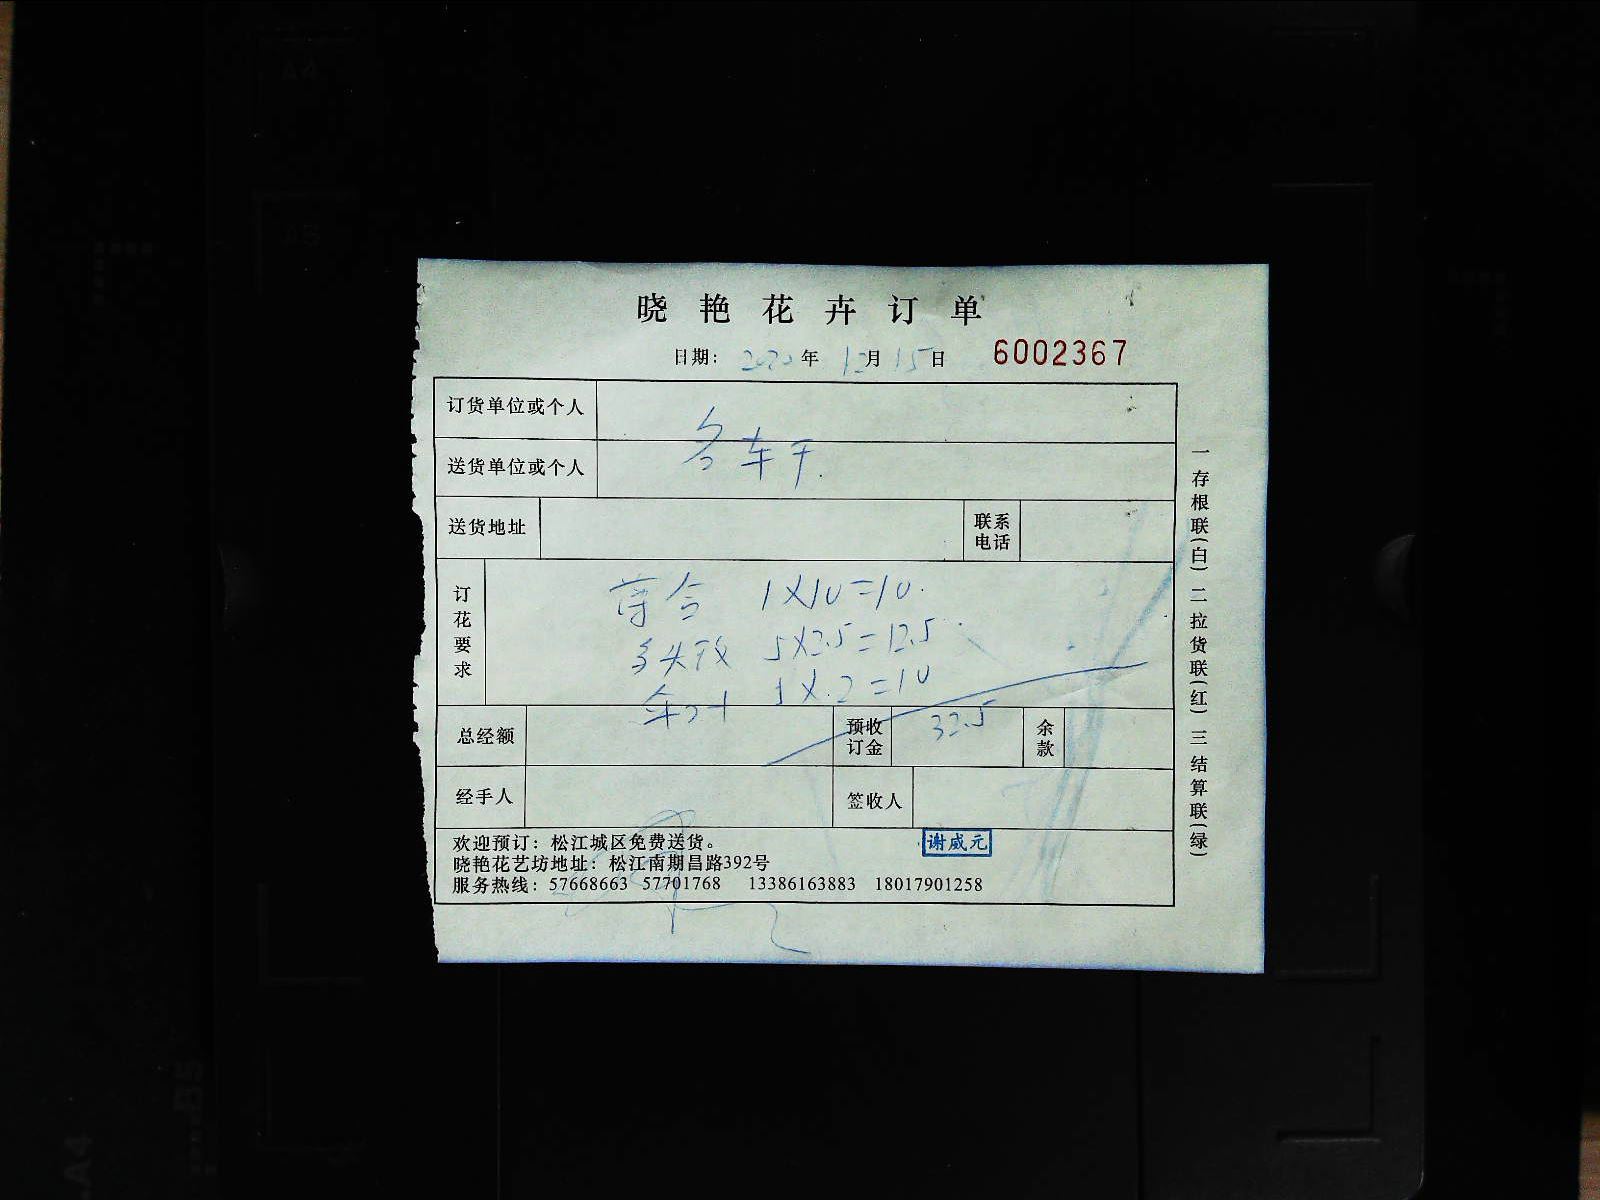 晓艳花卉订单
日期：2020年12月15日 6002367
订货单位或个人
送货单位或个人
送货地址 联系电话
订花要求
1X10=10.
5X2.5=12.5
X2=10
总经额 预收订金 32.5 余款
经手人 签收人
欢迎预订：松江城区免费送货。 谢威元
晓艳花艺坊地址：松江南期昌路392号
服务热线：57668663 57701768 13386163883 18017901258
一存根联(白) 二拉货联(红) 三结算联(绿)